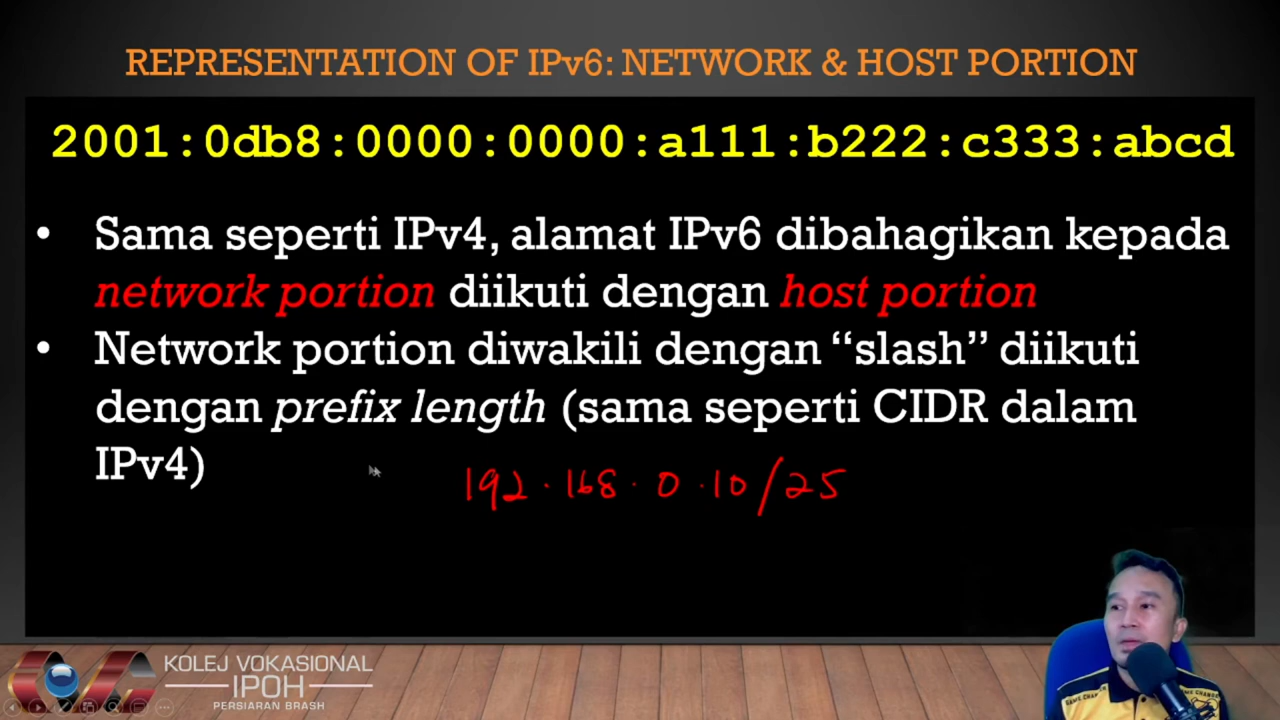 REPRESENTATION OF IPv6: NETWORK & HOST PORTION
2001:0db8:0000:0000:a111:b222:c333:abcd
• Sama seperti IPv4, alamat IPv6 dibahagikan kepada
network portion diikuti dengan host portion
• Network portion diwakili dengan “slash” diikuti
dengan prefix length (sama seperti CIDR dalam
IPv4)
192.168.0.10/25
KOLEJ VOKASIONAL
IPOH
PERSIARAN BRASH